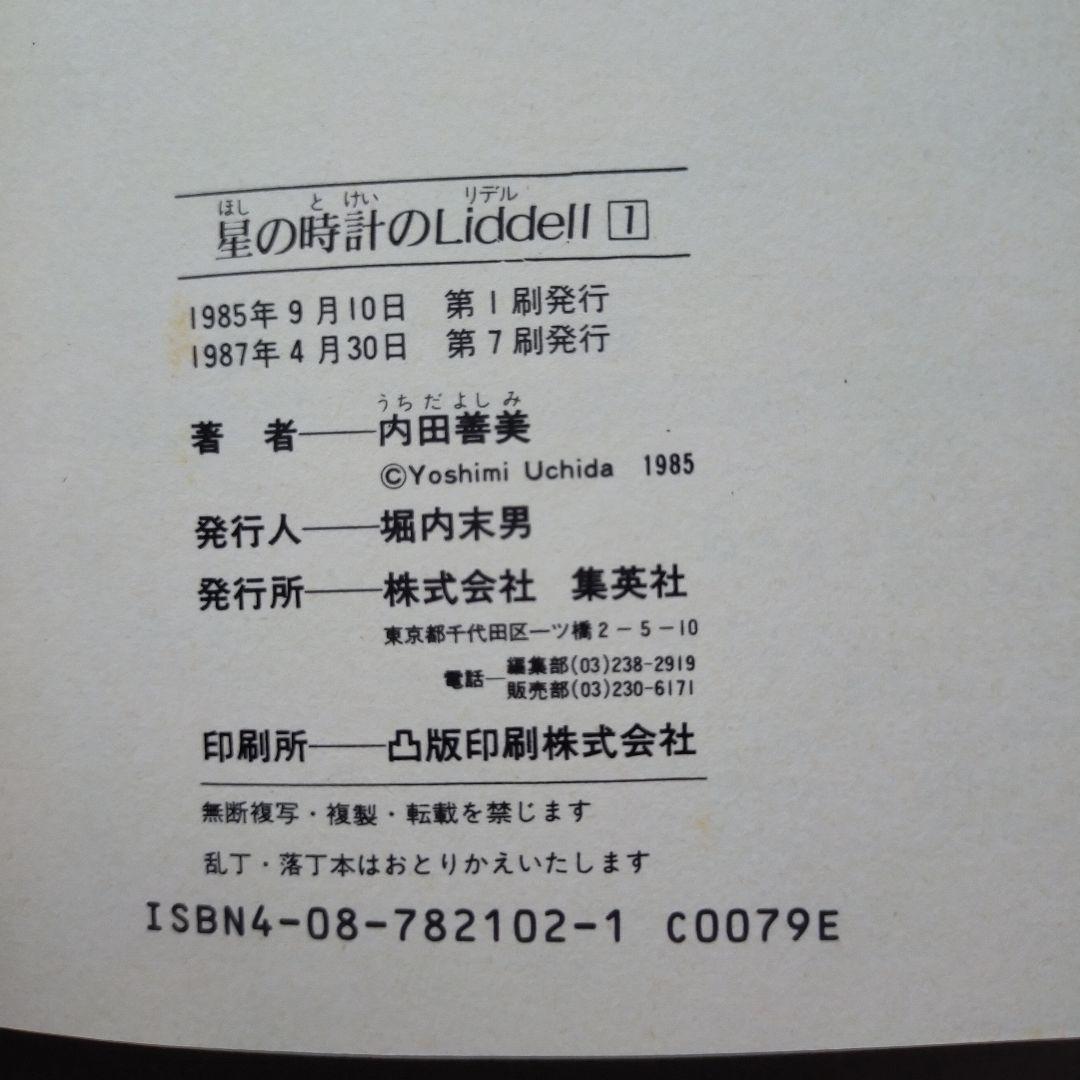 ほし と けい リデル
星の時計のLiddell 1
1985年9月10日 第1刷発行
1987年4月30日 第7刷発行
うちだよしみ
著者――内田善美
©Yoshimi Uchida 1985
発行人――堀内末男
発行所――株式会社 集英社
東京都千代田区一ツ橋2-5-10
電話―編集部(03)238-2919
販売部(03)230-6171
印刷所――凸版印刷株式会社
無断複写・複製・転載を禁じます
乱丁・落丁本はおとりかえいたします
ISBN4-08-782102-1 C0079E